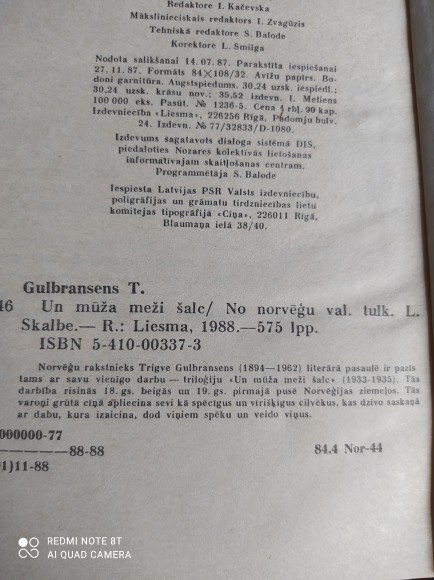 Redaktore I. Kačevska
Mākslinieciskais redaktors I. Zvagūzis
Tehniskā redaktore S. Balode
Korektore L. Smilga
Nodota salikšanai 14. 07. 87. Parakstīta iespiešanai
27. 11. 87. Formāts 84×108/32. Avīžu papīrs. Bo-
doni garnitūra. Augstspiedums. 30,24 uzsk. iespiedl.;
30,24 uzsk. krāsu nov.; 35,52 izdevn. l. Metiens
100 000 eks. Pasūt. № 1236-5. Cena 1 rbļ. 90 kap.
Izdevniecība «Liesma», 226256 Rīgā, Padomju bulv.
24. Izdevn. № 77/32833/D-1080.
Izdevums sagatavots dialoga sistēmā DIS,
piedaloties Nozares kolektīvās lietošanas
informatīvajam skaitļošanas centram.
Programmētāja S. Balode
Iespiesta Latvijas PSR Valsts izdevniecību,
poligrāfijas un grāmatu tirdzniecības lietu
komitejas tipogrāfijā «Cīņa», 226011 Rīgā,
Blaumaņa ielā 38/40.
Gulbransens T.
46 Un mūža meži šalc/ No norvēģu val. tulk. L.
Skalbe.— R.: Liesma, 1988.—575 lpp.
ISBN 5-410-00337-3
Norvēģu rakstnieks Trigve Gulbransens (1894—1962) literārā pasaulē ir pazīs
tams ar savu vienīgo darbu — triloģiju «Un mūža meži šalc» (1933-1935). Tās
darbība risinās 18. gs. beigās un 19. gs. pirmajā pusē Norvēģijas ziemeļos. Tās
varoņi grūtā cīņā apliecina sevi kā spēcīgus un vīrišķīgus cilvēkus, kas dzīvo saskaņā
ar dabu, kura izaicina, dod viņiem spēku un veido viņus.
000000-77
———88-88 84.4 Nor-44
01)11-88
REDMI NOTE 8T
AI QUAD CAMERA